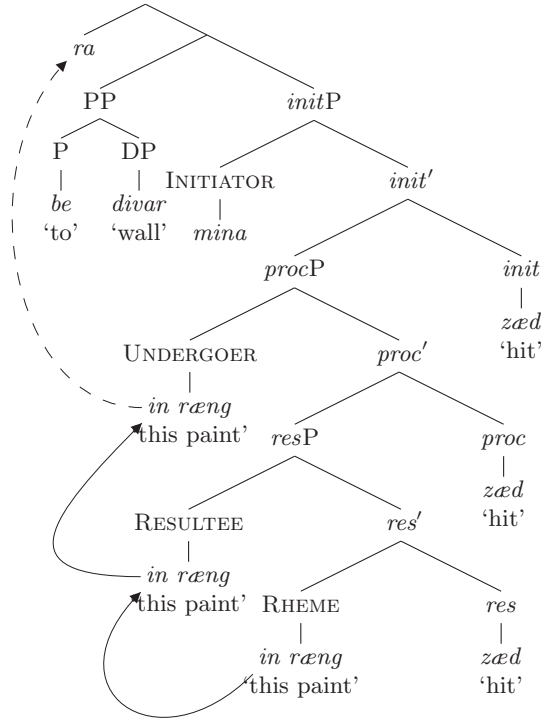 ra
PP initP
P DP INITIATOR init′
be divar mina
‘to’ ‘wall’
procP init
zæd
‘hit’
UNDERGOER proc′
in ræng
‘this paint’
resP proc
zæd
‘hit’
RESULTEE res′
in ræng
‘this paint’
RHEME res
in ræng zæd
‘this paint’ ‘hit’